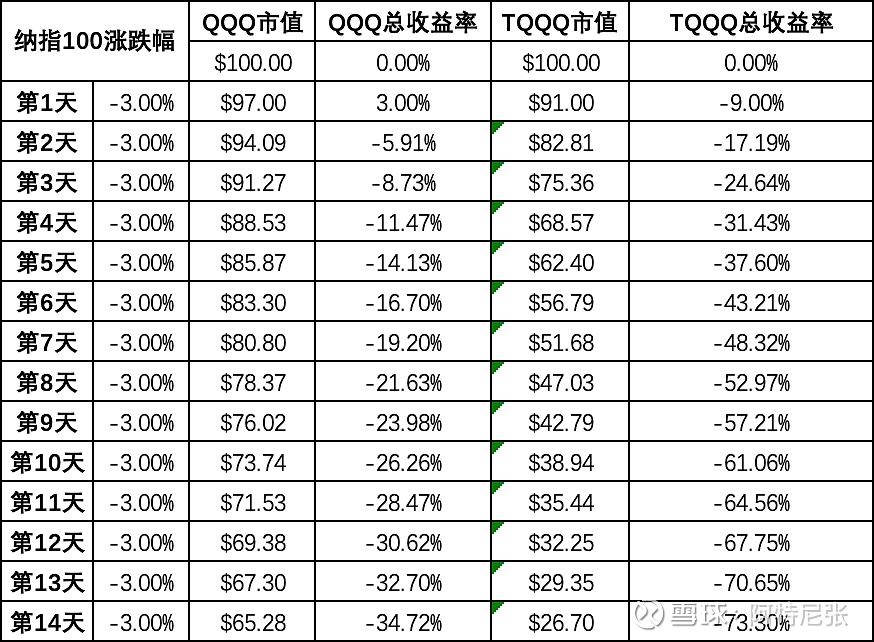 纳指100涨跌幅 QQQ市值 QQQ总收益率 TQQQ市值 TQQQ总收益率
$100.00 0.00% $100.00 0.00%
第1天 -3.00% $97.00 3.00% $91.00 -9.00%
第2天 -3.00% $94.09 -5.91% $82.81 -17.19%
第3天 -3.00% $91.27 -8.73% $75.36 -24.64%
第4天 -3.00% $88.53 -11.47% $68.57 -31.43%
第5天 -3.00% $85.87 -14.13% $62.40 -37.60%
第6天 -3.00% $83.30 -16.70% $56.79 -43.21%
第7天 -3.00% $80.80 -19.20% $51.68 -48.32%
第8天 -3.00% $78.37 -21.63% $47.03 -52.97%
第9天 -3.00% $76.02 -23.98% $42.79 -57.21%
第10天 -3.00% $73.74 -26.26% $38.94 -61.06%
第11天 -3.00% $71.53 -28.47% $35.44 -64.56%
第12天 -3.00% $69.38 -30.62% $32.25 -67.75%
第13天 -3.00% $67.30 -32.70% $29.35 -70.65%
第14天 -3.00% $65.28 -34.72% $26.70 -73.30%
雪球:阿特尼张